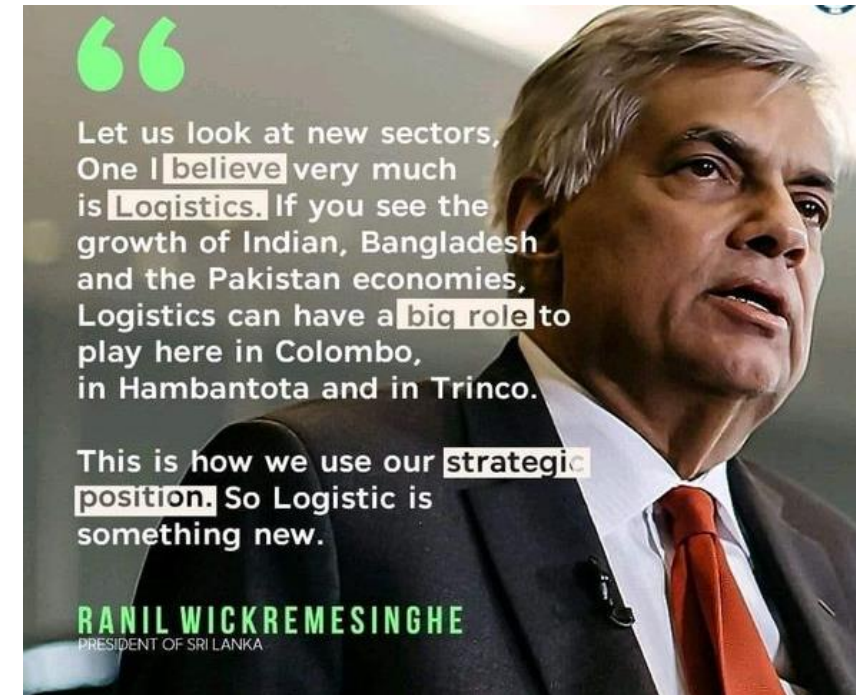 Let us look at new sectors,
One I believe very much
is Logistics. If you see the
growth of Indian, Bangladesh
and the Pakistan economies,
Logistics can have a big role to
play here in Colombo,
in Hambantota and in Trinco.
This is how we use our strategic
position. So Logistic is
something new.
RANIL WICKREMESINGHE
PRESIDENT OF SRI LANKA